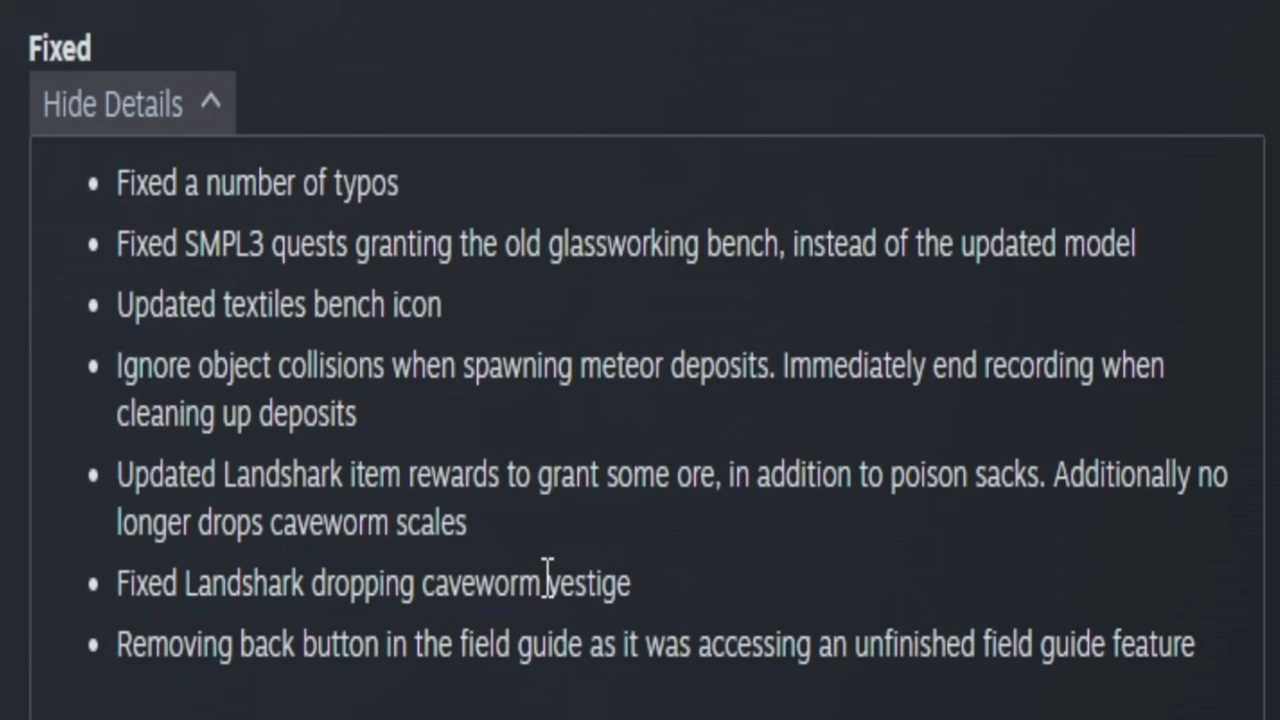 Fixed
Hide Details
• Fixed a number of typos
• Fixed SMPL3 quests granting the old glassworking bench, instead of the updated model
• Updated textiles bench icon
• Ignore object collisions when spawning meteor deposits. Immediately end recording when
cleaning up deposits
• Updated Landshark item rewards to grant some ore, in addition to poison sacks. Additionally no
longer drops caveworm scales
• Fixed Landshark dropping caveworm vestige
• Removing back button in the field guide as it was accessing an unfinished field guide feature